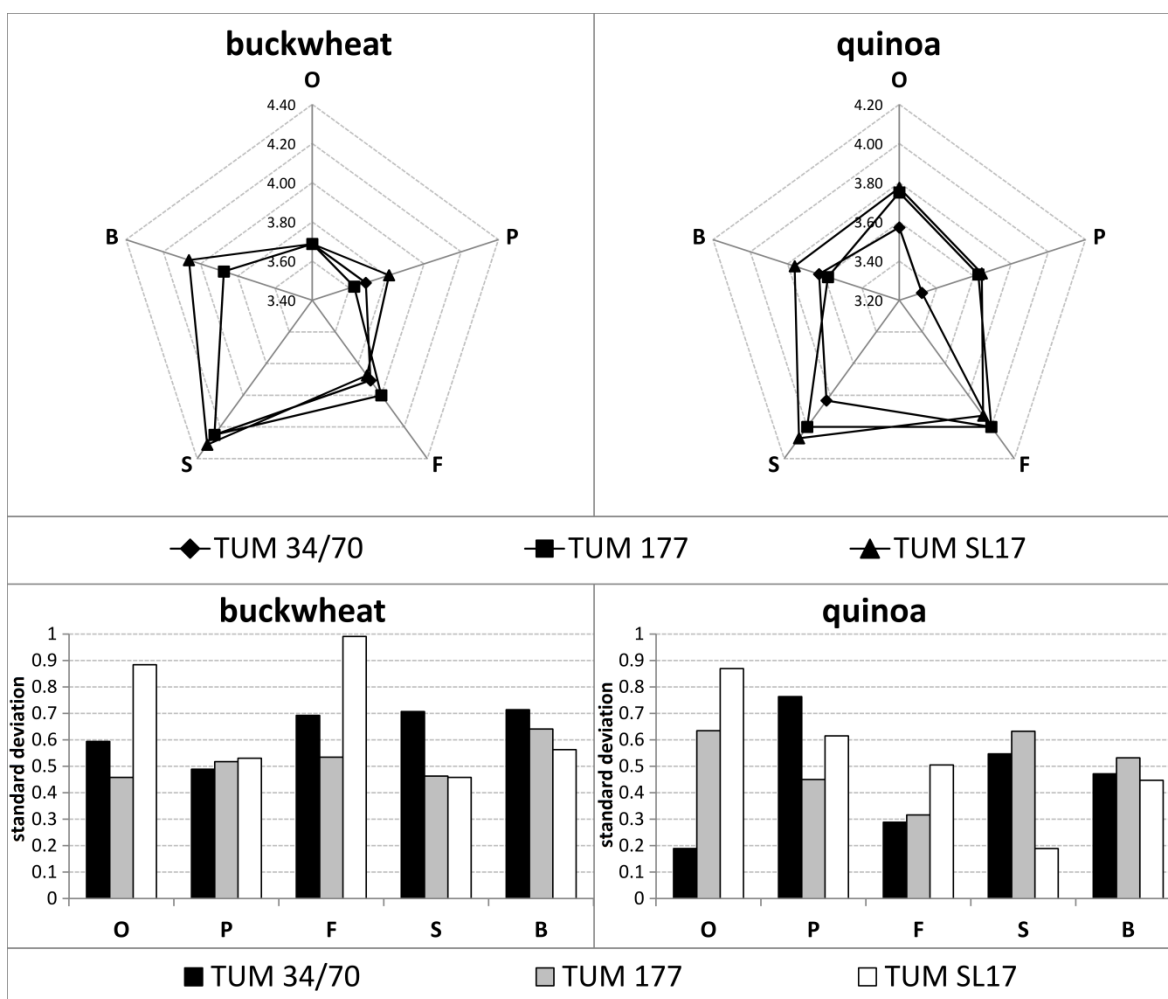 buckwheat
O
4.40
4.20
4.00
3.80
3.60
3.40
B
P
S
F
quinoa
O
4.20
4.00
3.80
3.60
3.40
3.20
B
P
S
F
TUM 34/70 TUM 177 TUM SL17
buckwheat
standard deviation
1
0.9
0.8
0.7
0.6
0.5
0.4
0.3
0.2
0.1
0
O P F S B
quinoa
standard deviation
1
0.9
0.8
0.7
0.6
0.5
0.4
0.3
0.2
0.1
0
O P F S B
TUM 34/70 TUM 177 TUM SL17